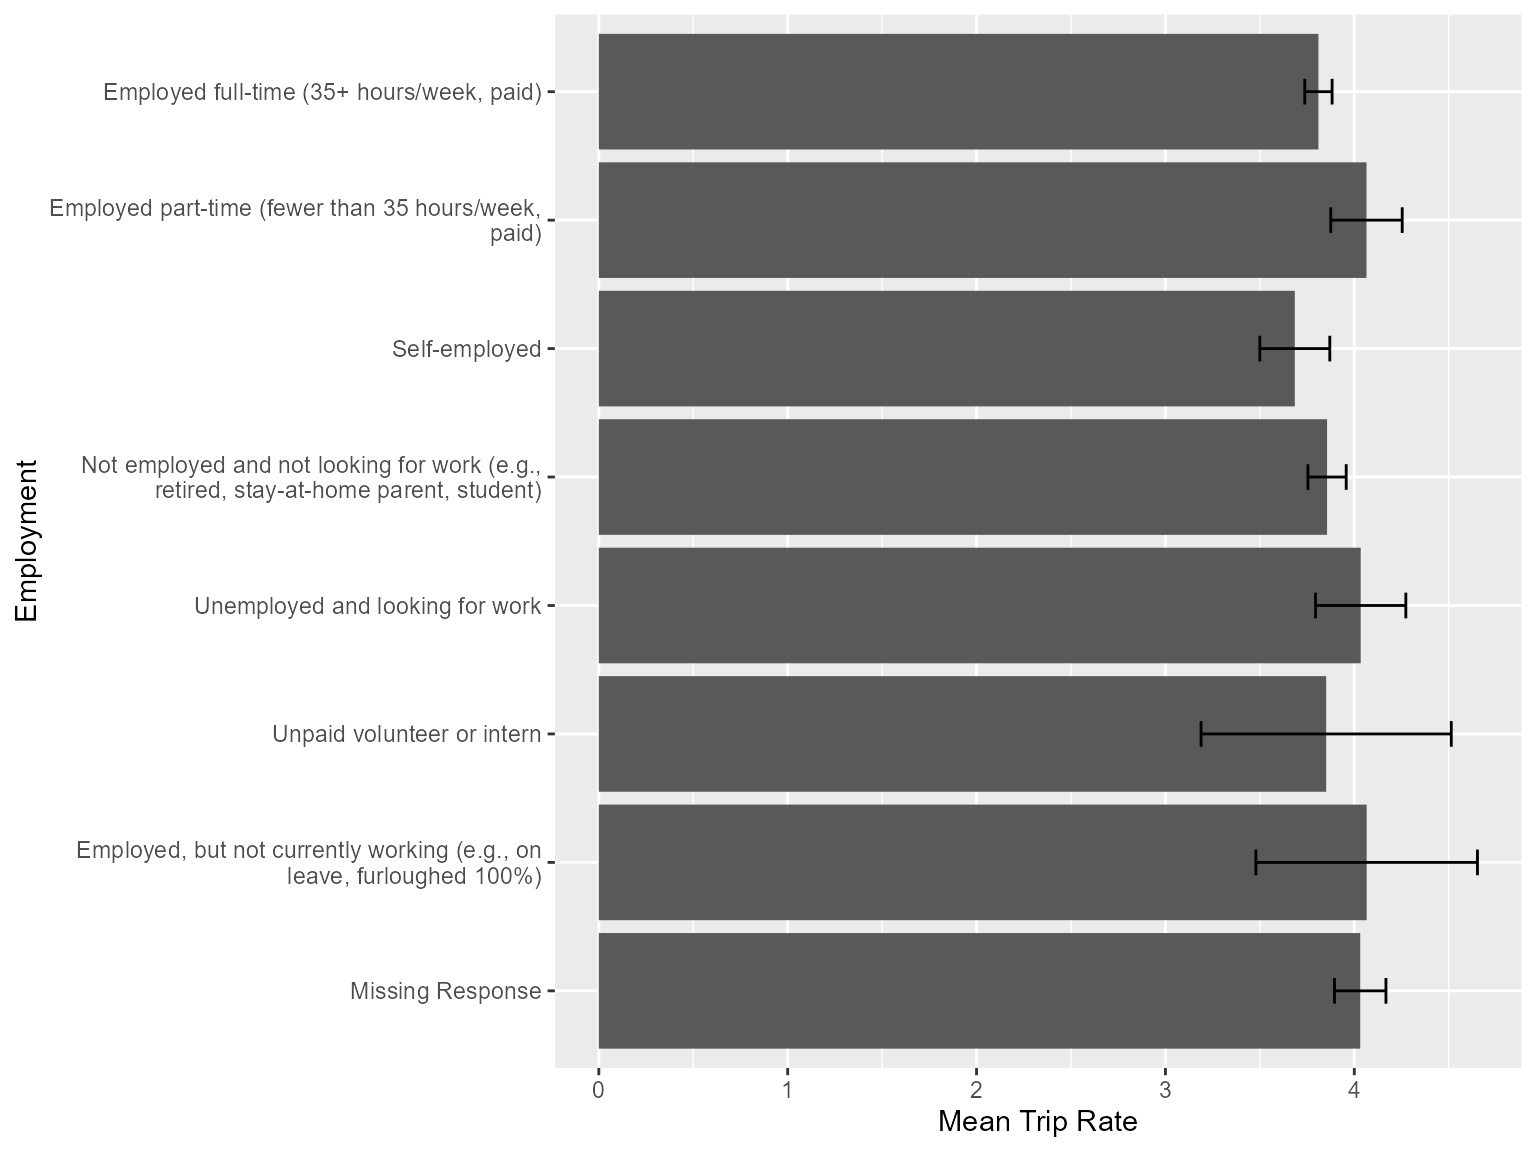 Employed full-time (35+ hours/week, paid)
Employed part-time (fewer than 35 hours/week,
paid)
Self-employed
Not employed and not looking for work (e.g.,
retired, stay-at-home parent, student)
Unemployed and looking for work
Unpaid volunteer or intern
Employed, but not currently working (e.g., on
leave, furloughed 100%)
Missing Response
Employment
0 1 2 3 4
Mean Trip Rate